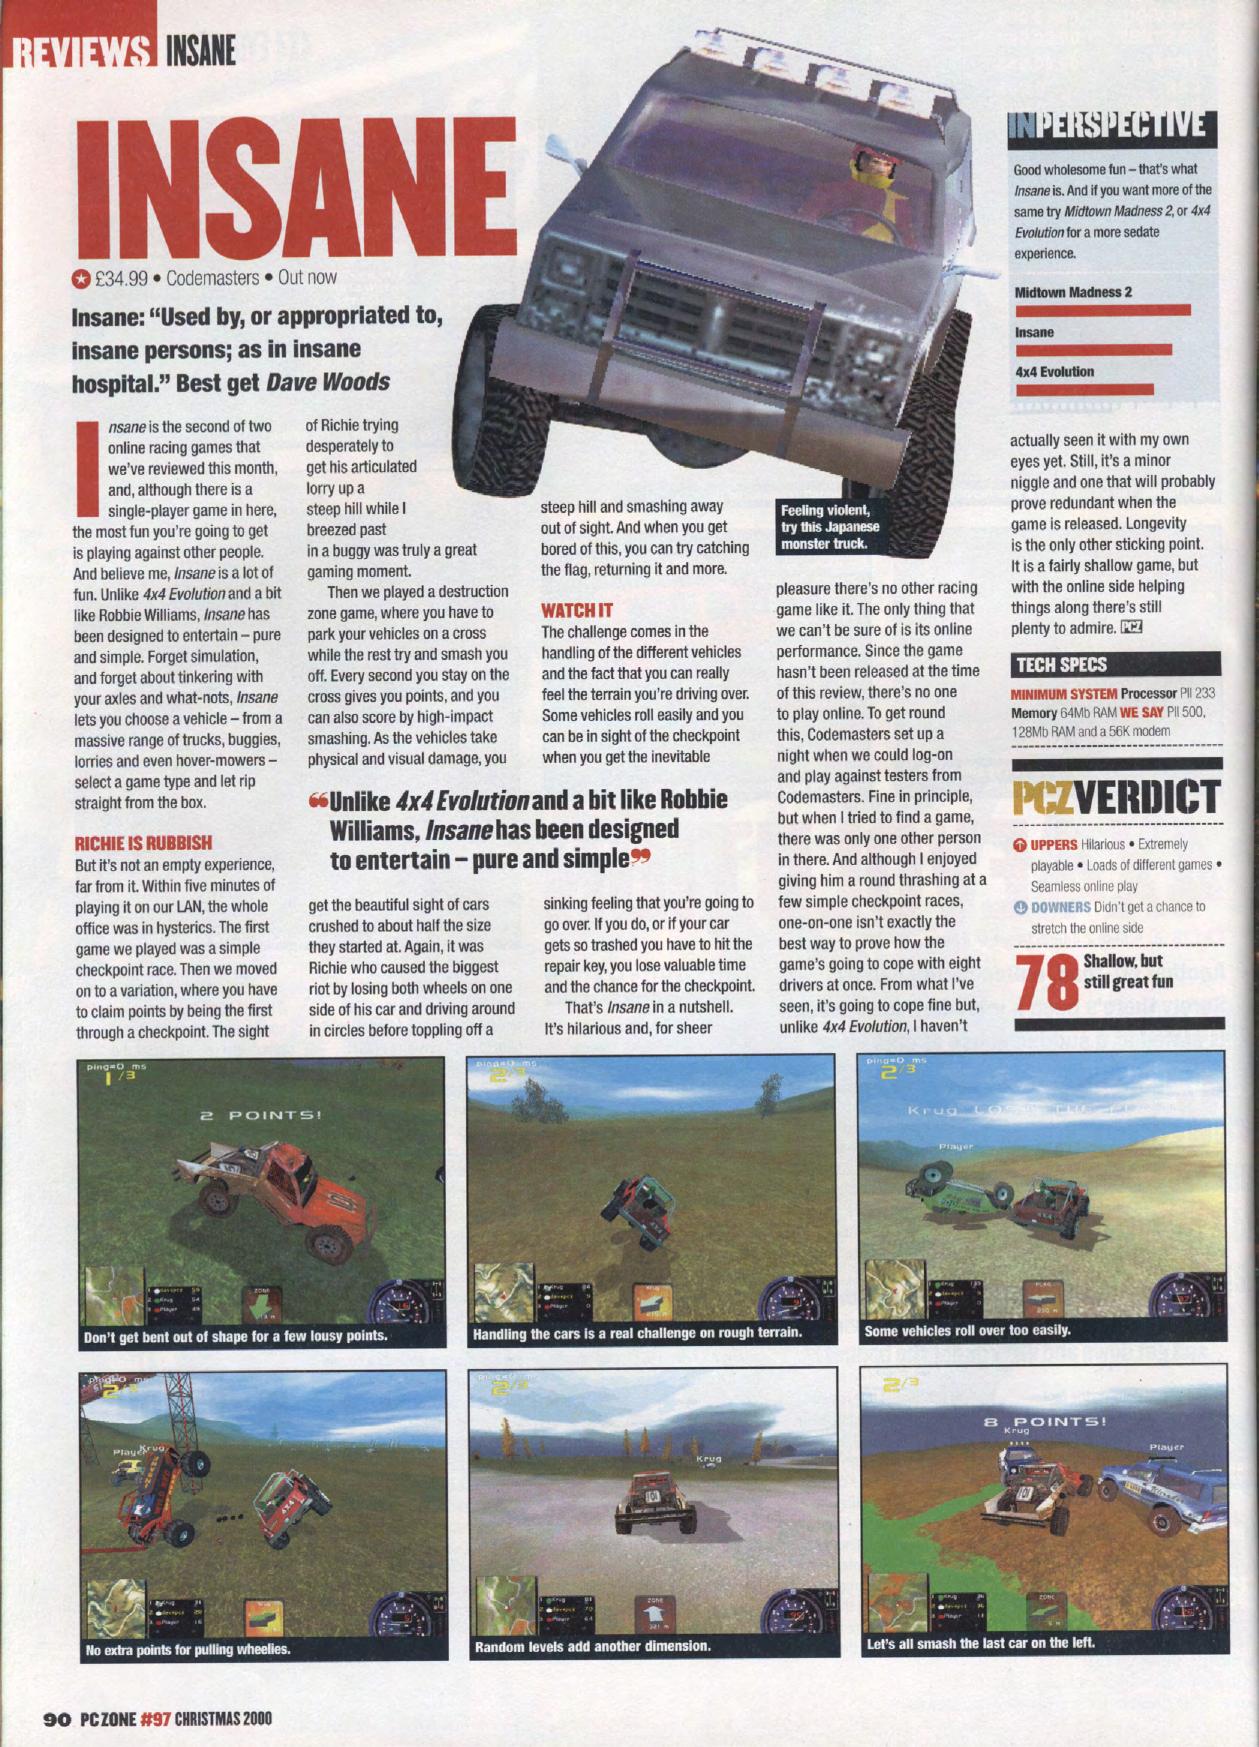 REVIEWS INSANE
INSANE
£34.99 • Codemasters • Out now
Insane: “Used by, or appropriated to,
insane persons; as in insane
hospital.” Best get Dave Woods
Insane is the second of two
online racing games that
we've reviewed this month,
and, although there is a
single-player game in here,
the most fun you're going to get
is playing against other people.
And believe me, Insane is a lot of
fun. Unlike 4x4 Evolution and a bit
like Robbie Williams, Insane has
been designed to entertain – pure
and simple. Forget simulation,
and forget about tinkering with
your axles and what-nots, Insane
lets you choose a vehicle – from a
massive range of trucks, buggies,
lorries and even hover-mowers –
select a game type and let rip
straight from the box.
RICHIE IS RUBBISH
But it's not an empty experience,
far from it. Within five minutes of
playing it on our LAN, the whole
office was in hysterics. The first
game we played was a simple
checkpoint race. Then we moved
on to a variation, where you have
to claim points by being the first
through a checkpoint. The sight
of Richie trying
desperately to
get his articulated
lorry up a
steep hill while I
breezed past
in a buggy was truly a great
gaming moment.
Then we played a destruction
zone game, where you have to
park your vehicles on a cross
while the rest try and smash you
off. Every second you stay on the
cross gives you points, and you
can also score by high-impact
smashing. As the vehicles take
physical and visual damage, you
“Unlike 4x4 Evolution and a bit like Robbie
Williams, Insane has been designed
to entertain – pure and simple”
get the beautiful sight of cars
crushed to about half the size
they started at. Again, it was
Richie who caused the biggest
riot by losing both wheels on one
side of his car and driving around
in circles before toppling off a
steep hill and smashing away
out of sight. And when you get
bored of this, you can try catching
the flag, returning it and more.
WATCH IT
The challenge comes in the
handling of the different vehicles
and the fact that you can really
feel the terrain you're driving over.
Some vehicles roll easily and you
can be in sight of the checkpoint
when you get the inevitable
sinking feeling that you're going to
go over. If you do, or if your car
gets so trashed you have to hit the
repair key, you lose valuable time
and the chance for the checkpoint.
That's Insane in a nutshell.
It's hilarious and, for sheer
Feeling violent,
try this Japanese
monster truck.
pleasure there's no other racing
game like it. The only thing that
we can't be sure of is its online
performance. Since the game
hasn't been released at the time
of this review, there's no one
to play online. To get round
this, Codemasters set up a
night when we could log-on
and play against testers from
Codemasters. Fine in principle,
but when I tried to find a game,
there was only one other person
in there. And although I enjoyed
giving him a round thrashing at a
few simple checkpoint races,
one-on-one isn't exactly the
best way to prove how the
game's going to cope with eight
drivers at once. From what I've
seen, it's going to cope fine but,
unlike 4x4 Evolution, I haven't
INPERSPECTIVE
Good wholesome fun – that's what
Insane is. And if you want more of the
same try Midtown Madness 2, or 4x4
Evolution for a more sedate
experience.
Midtown Madness 2
Insane
4x4 Evolution
actually seen it with my own
eyes yet. Still, it's a minor
niggle and one that will probably
prove redundant when the
game is released. Longevity
is the only other sticking point.
It is a fairly shallow game, but
with the online side helping
things along there's still
plenty to admire. PCZ
TECH SPECS
MINIMUM SYSTEM Processor PII 233
Memory 64Mb RAM WE SAY PII 500,
128Mb RAM and a 56K modem
PCZVERDICT
UPPERS Hilarious • Extremely
playable • Loads of different games •
Seamless online play
DOWNERS Didn't get a chance to
stretch the online side
78 Shallow, but
still great fun
ping=0 ms
1/3
2 POINTS!
ZONE
Don't get bent out of shape for a few lousy points.
ping=0 ms
2/3
Handling the cars is a real challenge on rough terrain.
ping=0 ms
2/3
Krug
Player
Some vehicles roll over too easily.
2/3
Player Krug
No extra points for pulling wheelies.
2/3
Krug
101
ZONE
Random levels add another dimension.
2/3
8 POINTS!
Krug
Player
ZONE
Let's all smash the last car on the left.
90 PCZONE #97 CHRISTMAS 2000